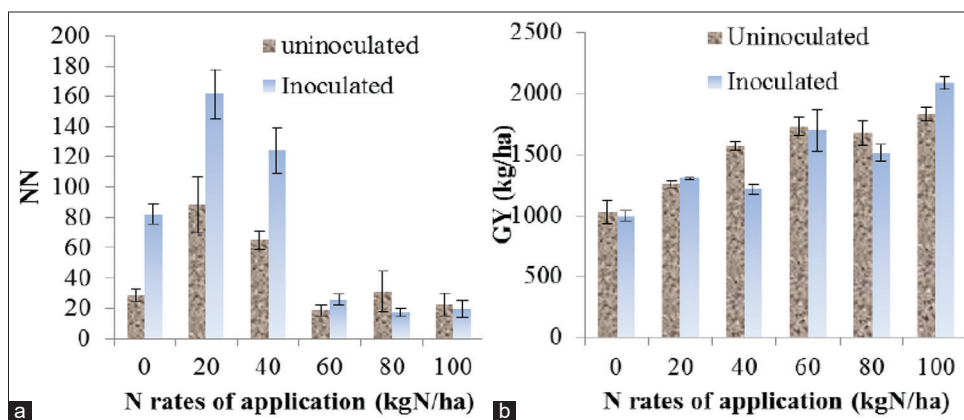 200
180
160
140
120
100
80
60
40
20
0
NN
uninoculated
Inoculated
0 20 40 60 80 100
N rates of application (kgN/ha)
a
2500
2000
1500
1000
500
0
GY (kg/ha)
Uninoculated
Inoculated
0 20 40 60 80 100
N rates of application (kgN/ha)
b